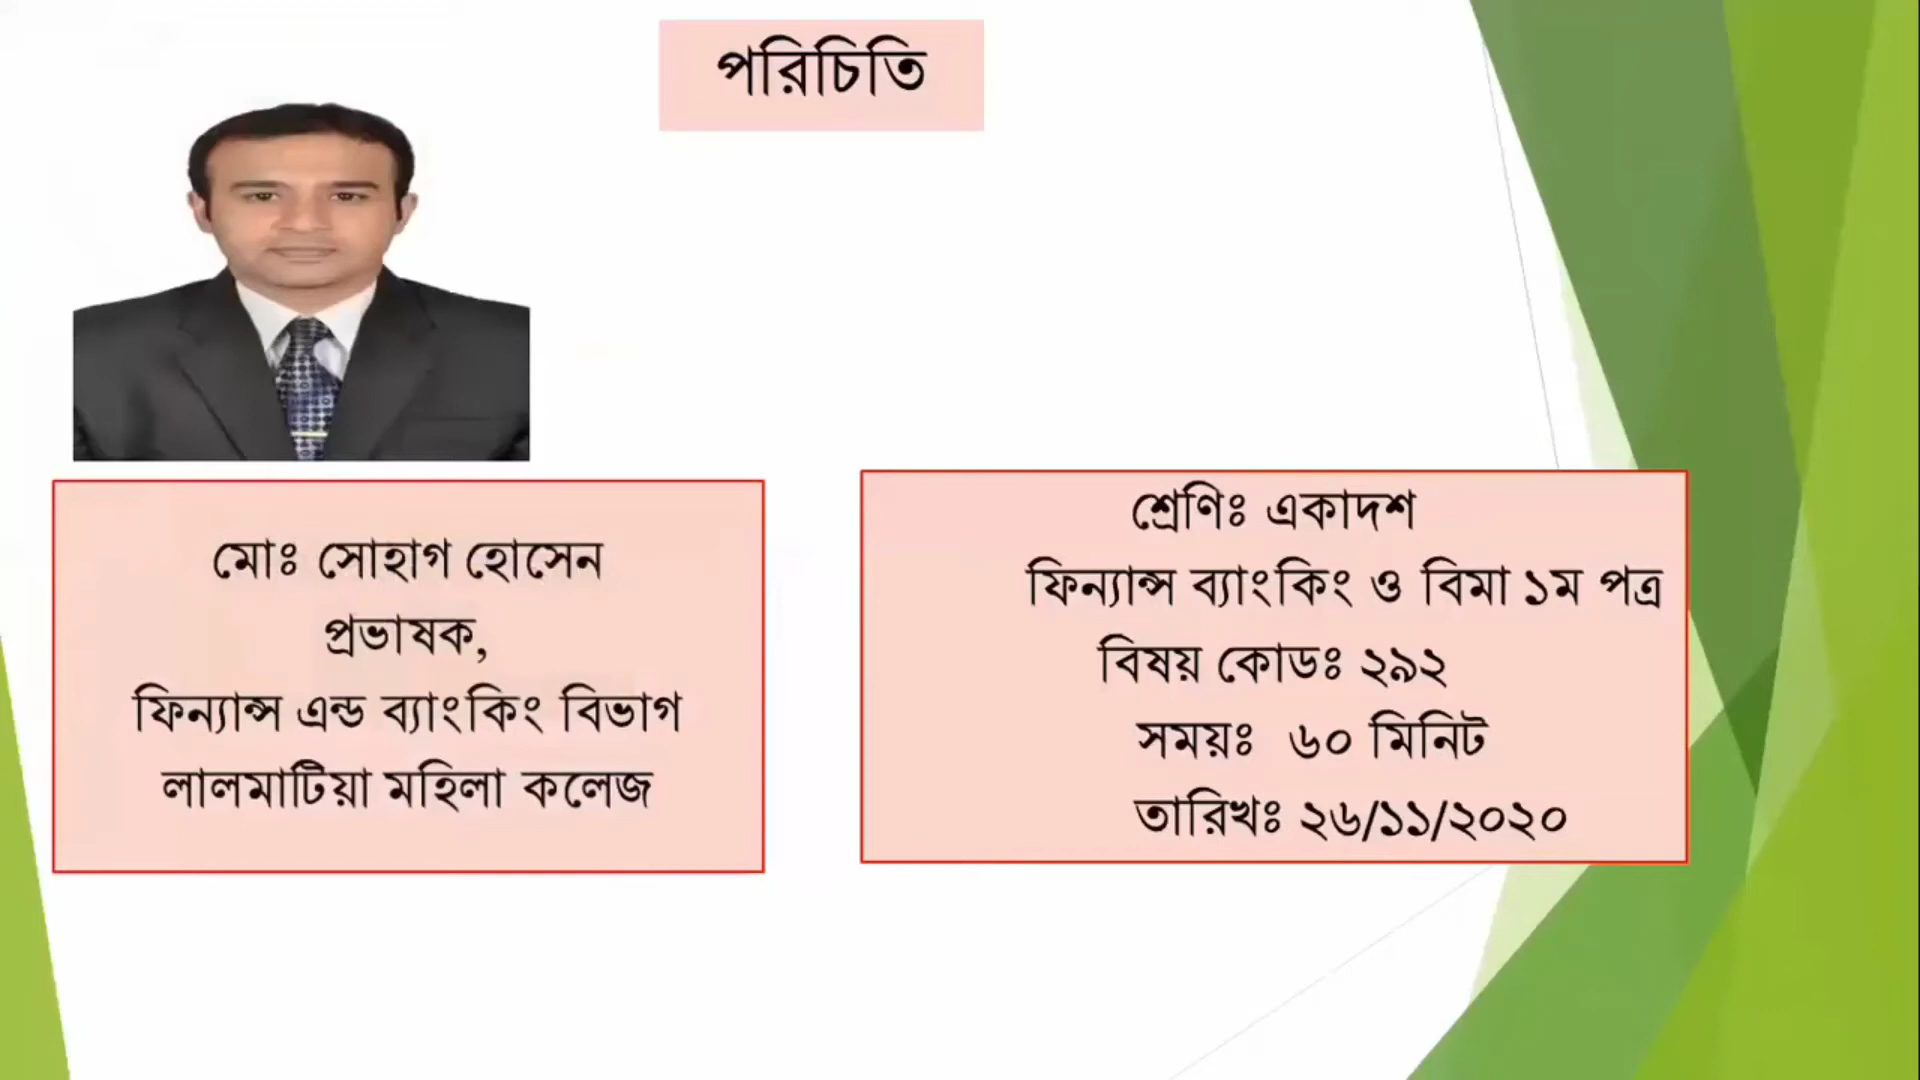 পরিচিতি
মোঃ সোহাগ হোসেন
প্রভাষক,
ফিন্যান্স এন্ড ব্যাংকিং বিভাগ
লালমাটিয়া মহিলা কলেজ
শ্রেণিঃ একাদশ
ফিন্যান্স ব্যাংকিং ও বিমা ১ম পত্র
বিষয় কোডঃ ২৯২
সময়ঃ ৬০ মিনিট
তারিখঃ ২৬/১১/২০২০